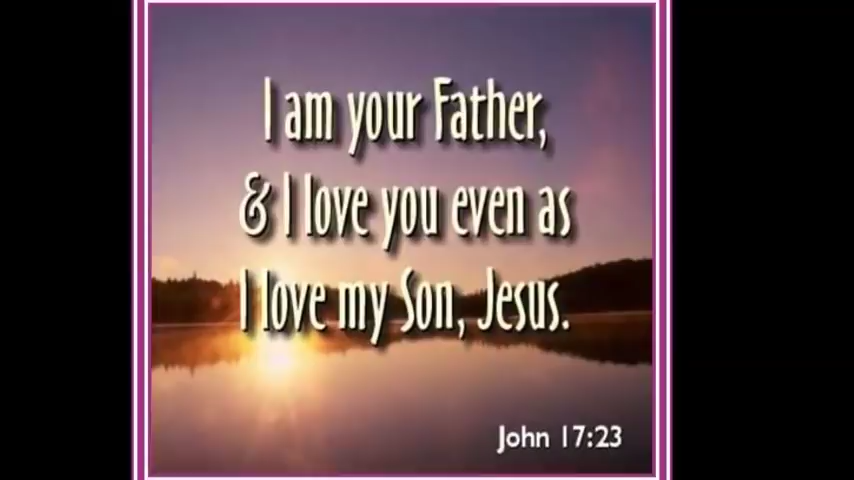 I am your Father,
& I love you even as
I love my Son, Jesus.
John 17:23